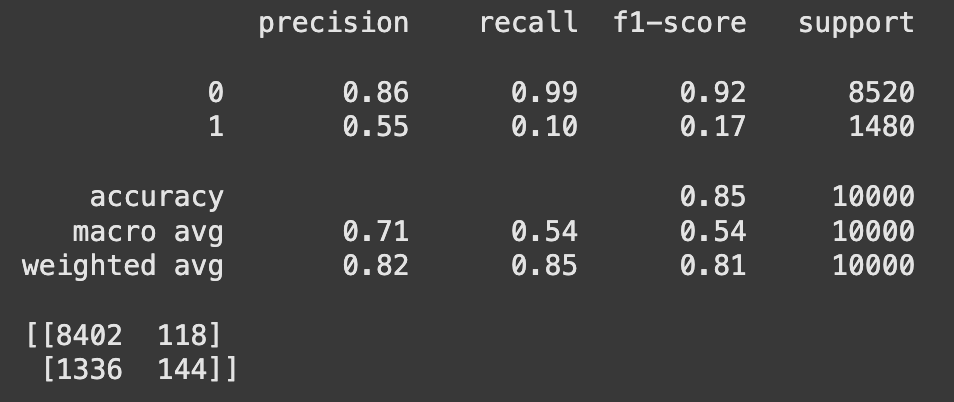 precision recall f1-score support
0 0.86 0.99 0.92 8520
1 0.55 0.10 0.17 1480
accuracy 0.85 10000
macro avg 0.71 0.54 0.54 10000
weighted avg 0.82 0.85 0.81 10000
[[8402 118]
[1336 144]]